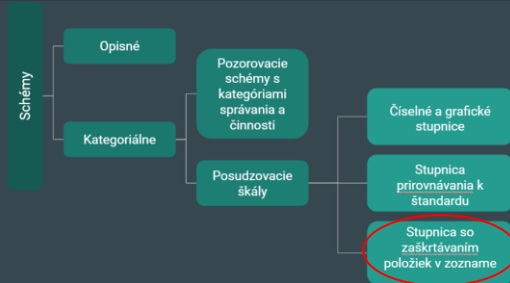 Schémy
Opisné
Kategoriálne
Pozorovacie
schémy s
kategóriami
správania a
činnosti
Posudzovacie
škály
Číselné a grafické
stupnice
Stupnica
prirovnávania k
štandardu
Stupnica so
zaškrtávaním
položiek v zozname